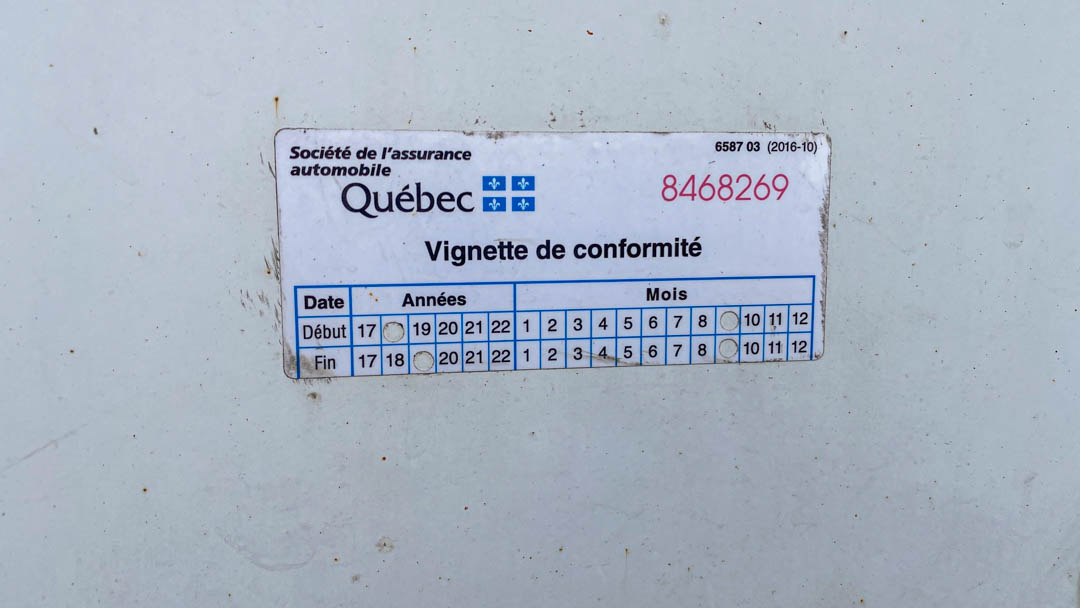 Société de l'assurance
automobile
Québec
6587 03 (2016-10)
8468269
Vignette de conformité
Date Années Mois
Début 17 19 20 21 22 1 2 3 4 5 6 7 8 10 11 12
Fin 17 18 20 21 22 1 2 3 4 5 6 7 8 10 11 12